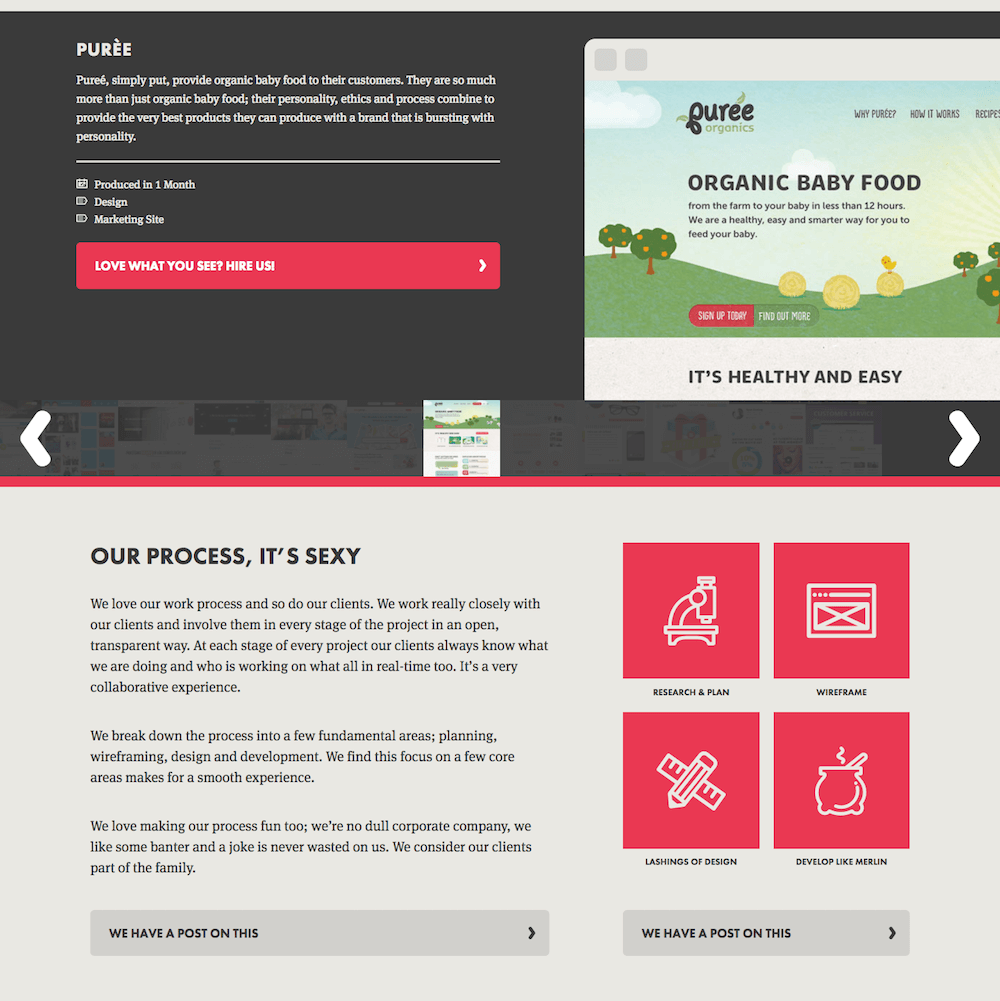 PURÈE
Pureé, simply put, provide organic baby food to their customers. They are so much
more than just organic baby food; their personality, ethics and process combine to
provide the very best products they can produce with a brand that is bursting with
personality.
Produced in 1 Month
Design
Marketing Site
LOVE WHAT YOU SEE? HIRE US!
purée
organics
WHY PURÉE? HOW IT WORKS RECIPES
ORGANIC BABY FOOD
from the farm to your baby in less than 12 hours.
We are a healthy, easy and smarter way for you to
feed your baby.
SIGN UP TODAY FIND OUT MORE
IT'S HEALTHY AND EASY
OUR PROCESS, IT'S SEXY
We love our work process and so do our clients. We work really closely with
our clients and involve them in every stage of the project in an open,
transparent way. At each stage of every project our clients always know what
we are doing and who is working on what all in real-time too. It's a very
collaborative experience.
We break down the process into a few fundamental areas; planning,
wireframing, design and development. We find this focus on a few core
areas makes for a smooth experience.
We love making our process fun too; we're no dull corporate company, we
like some banter and a joke is never wasted on us. We consider our clients
part of the family.
WE HAVE A POST ON THIS
RESEARCH & PLAN
WIREFRAME
LASHINGS OF DESIGN
DEVELOP LIKE MERLIN
WE HAVE A POST ON THIS